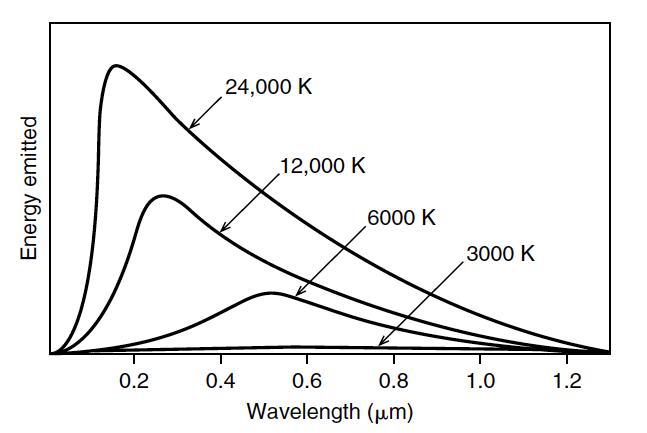 24,000 K
12,000 K
6000 K
3000 K
Energy emitted
0.2 0.4 0.6 0.8 1.0 1.2
Wavelength (μm)